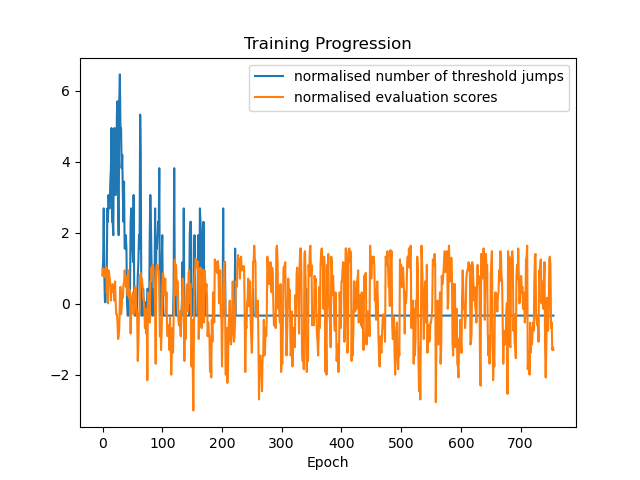 Training Progression
normalised number of threshold jumps
normalised evaluation scores
6
4
2
0
−2
0 100 200 300 400 500 600 700
Epoch